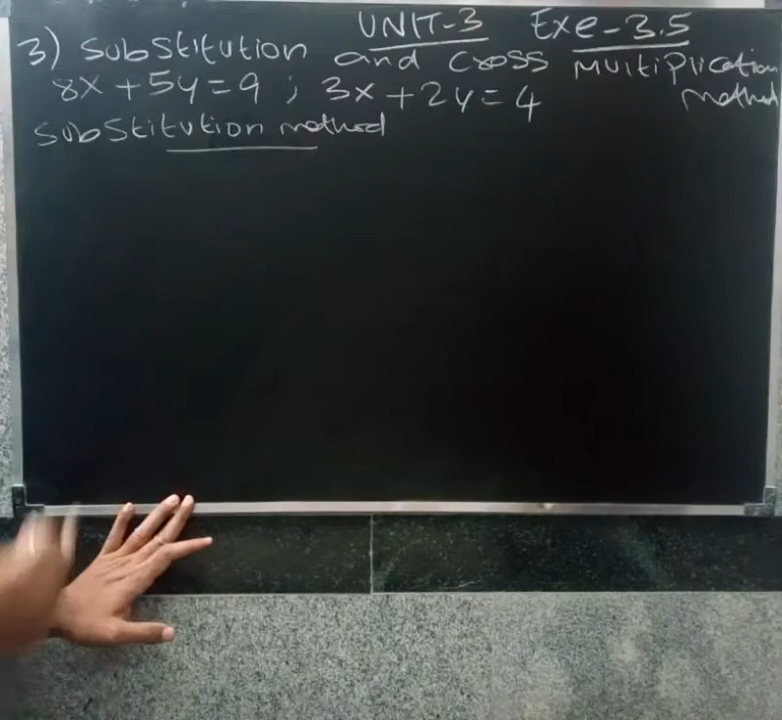 UNIT-3 Exe-3.5
3) Substitution and Cross Multiplication
8x+5y=9 ; 3x+2y=4 Method
Substitution method